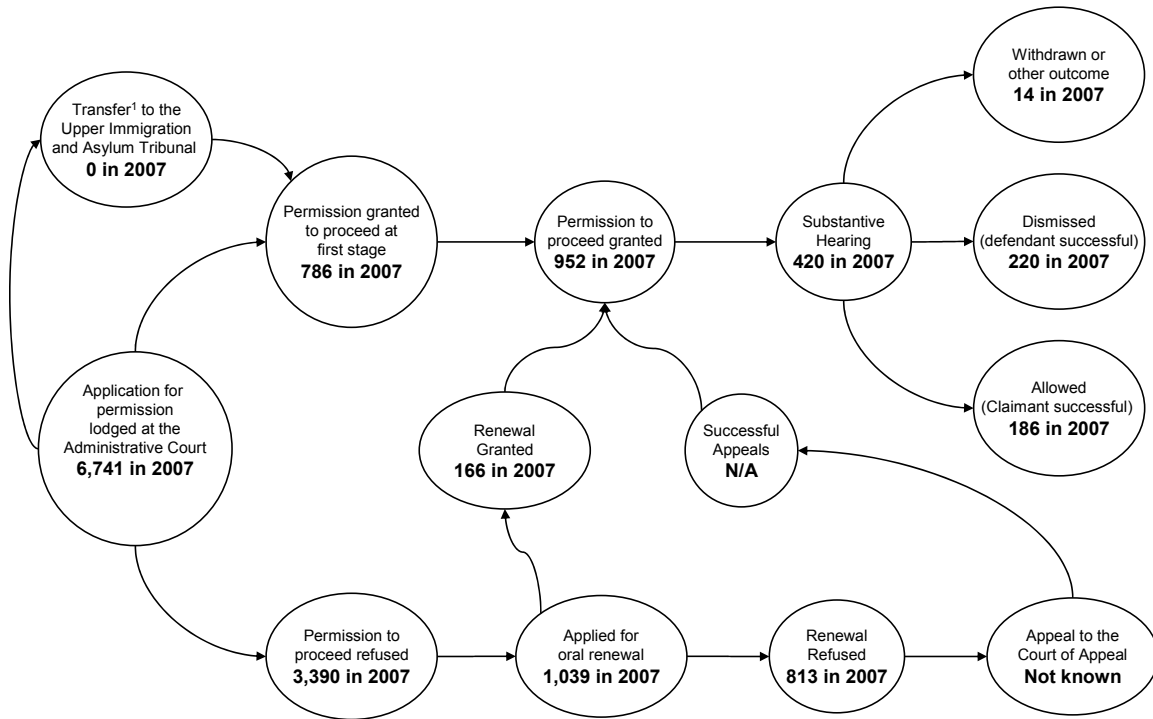 Withdrawn or
other outcome
14 in 2007
Transfer¹ to the
Upper Immigration
and Asylum Tribunal
0 in 2007
Permission granted
to proceed at
first stage
786 in 2007
Permission to
proceed granted
952 in 2007
Substantive
Hearing
420 in 2007
Dismissed
(defendant successful)
220 in 2007
Application for
permission
lodged at the
Administrative Court
6,741 in 2007
Renewal
Granted
166 in 2007
Successful
Appeals
N/A
Allowed
(Claimant successful)
186 in 2007
Permission to
proceed refused
3,390 in 2007
Applied for
oral renewal
1,039 in 2007
Renewal
Refused
813 in 2007
Appeal to the
Court of Appeal
Not known